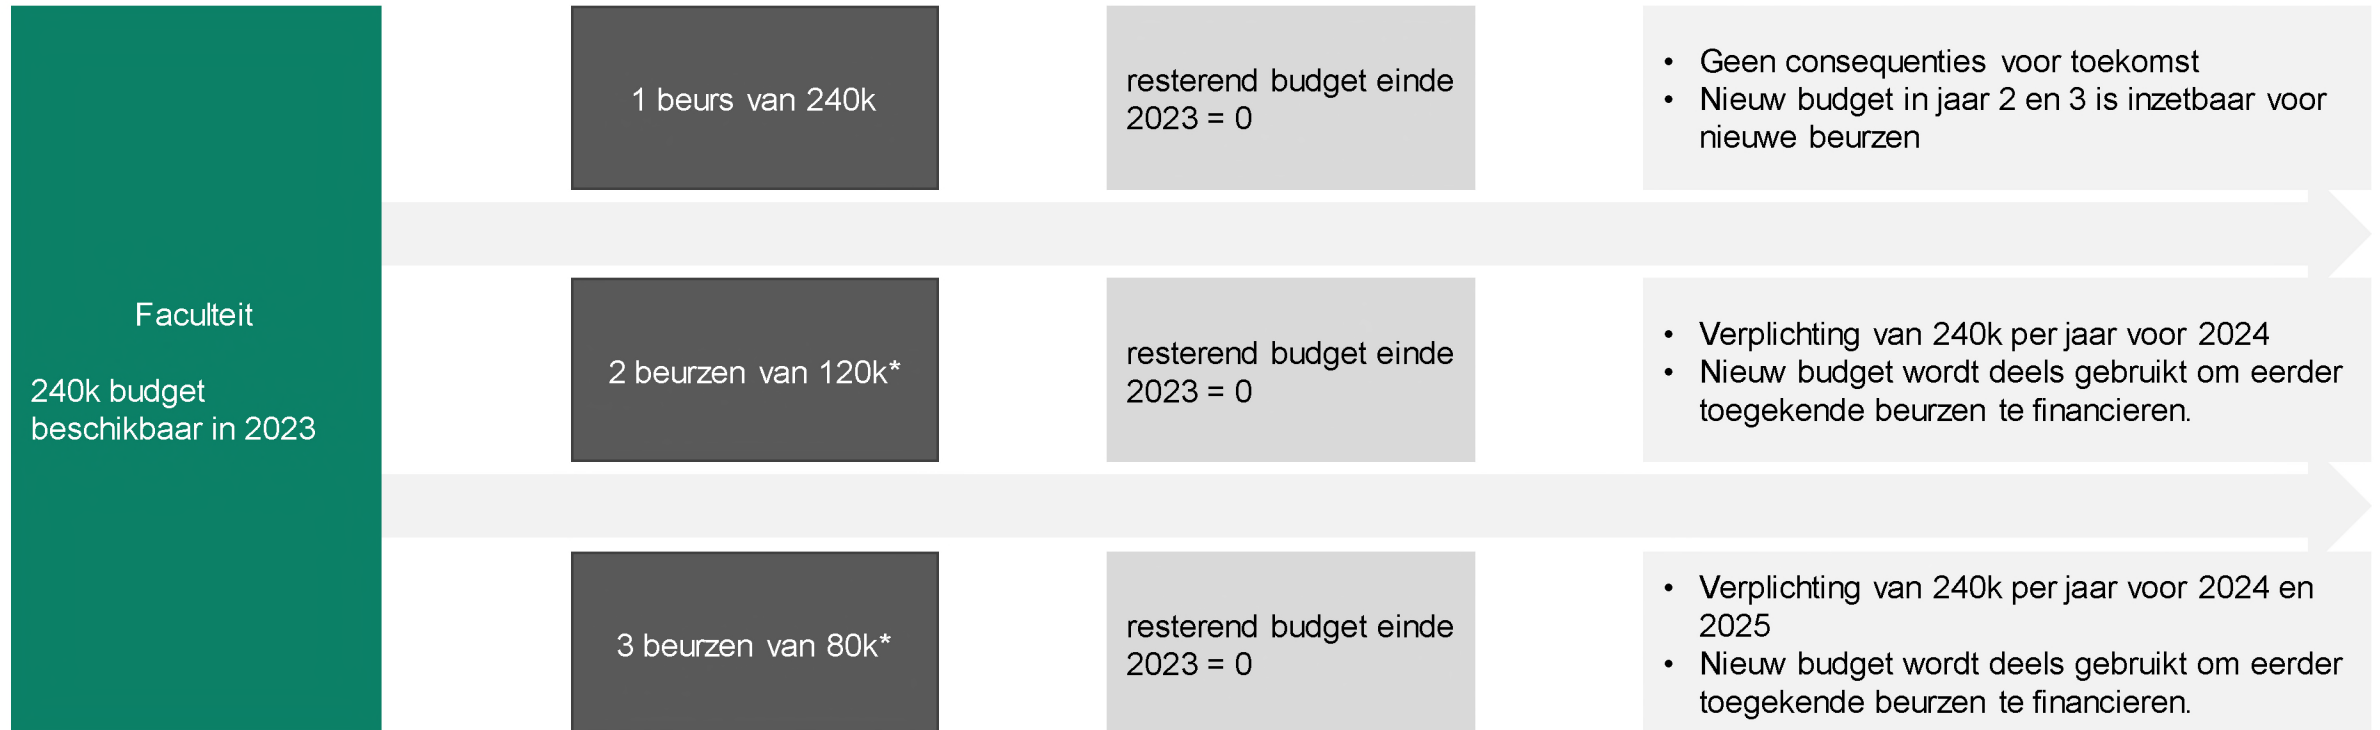 Faculteit
240k budget
beschikbaar in 2023
1 beurs van 240k
resterend budget einde
2023 = 0
• Geen consequenties voor toekomst
• Nieuw budget in jaar 2 en 3 is inzetbaar voor
nieuwe beurzen
2 beurzen van 120k*
resterend budget einde
2023 = 0
• Verplichting van 240k per jaar voor 2024
• Nieuw budget wordt deels gebruikt om eerder
toegekende beurzen te financieren.
3 beurzen van 80k*
resterend budget einde
2023 = 0
• Verplichting van 240k per jaar voor 2024 en
2025
• Nieuw budget wordt deels gebruikt om eerder
toegekende beurzen te financieren.